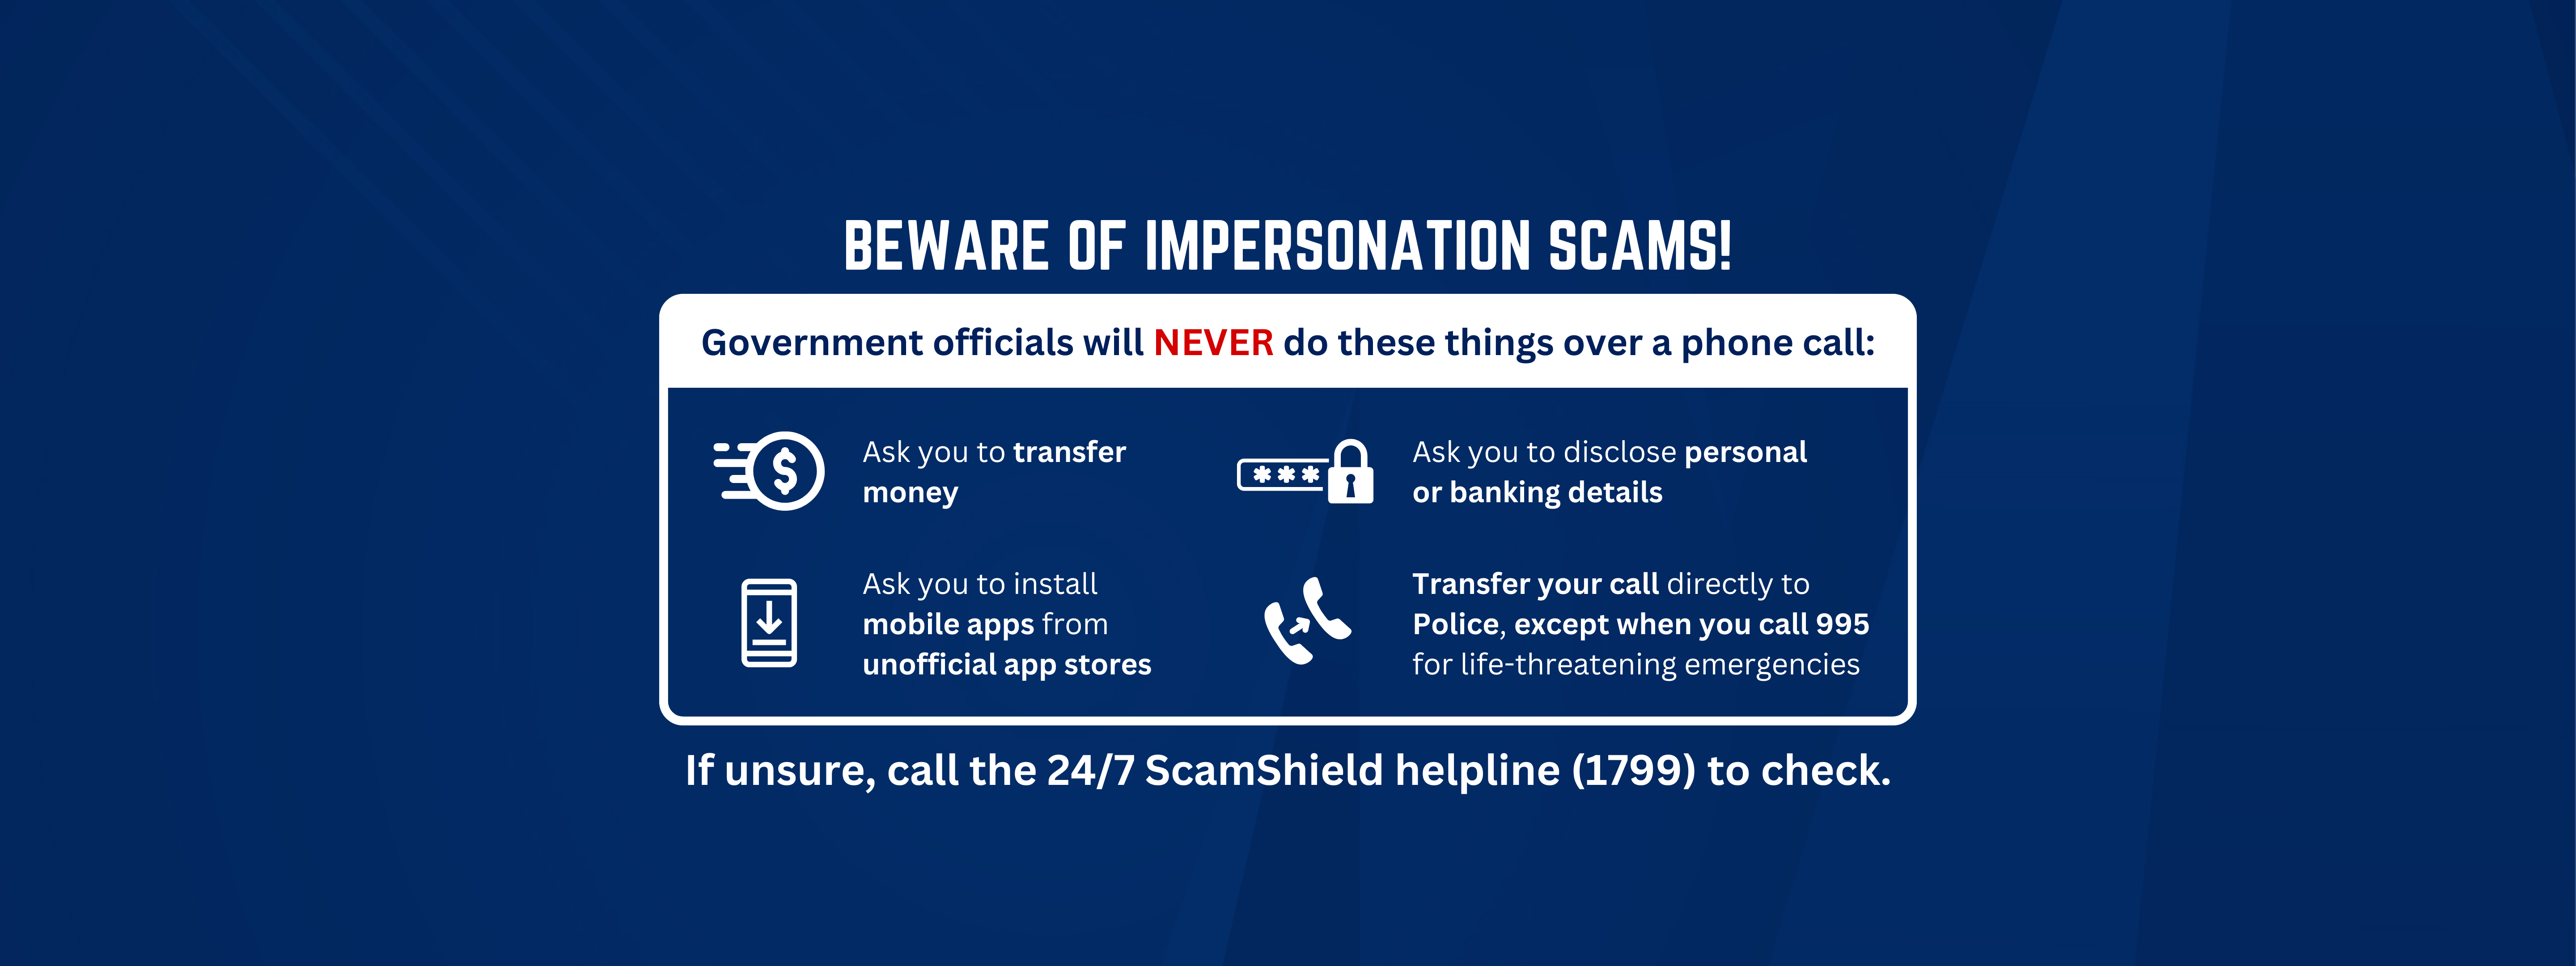 BEWARE OF IMPERSONATION SCAMS!
Government officials will NEVER do these things over a phone call:
Ask you to transfer
money
Ask you to disclose personal
or banking details
Ask you to install
mobile apps from
unofficial app stores
Transfer your call directly to
Police, except when you call 995
for life-threatening emergencies
If unsure, call the 24/7 ScamShield helpline (1799) to check.